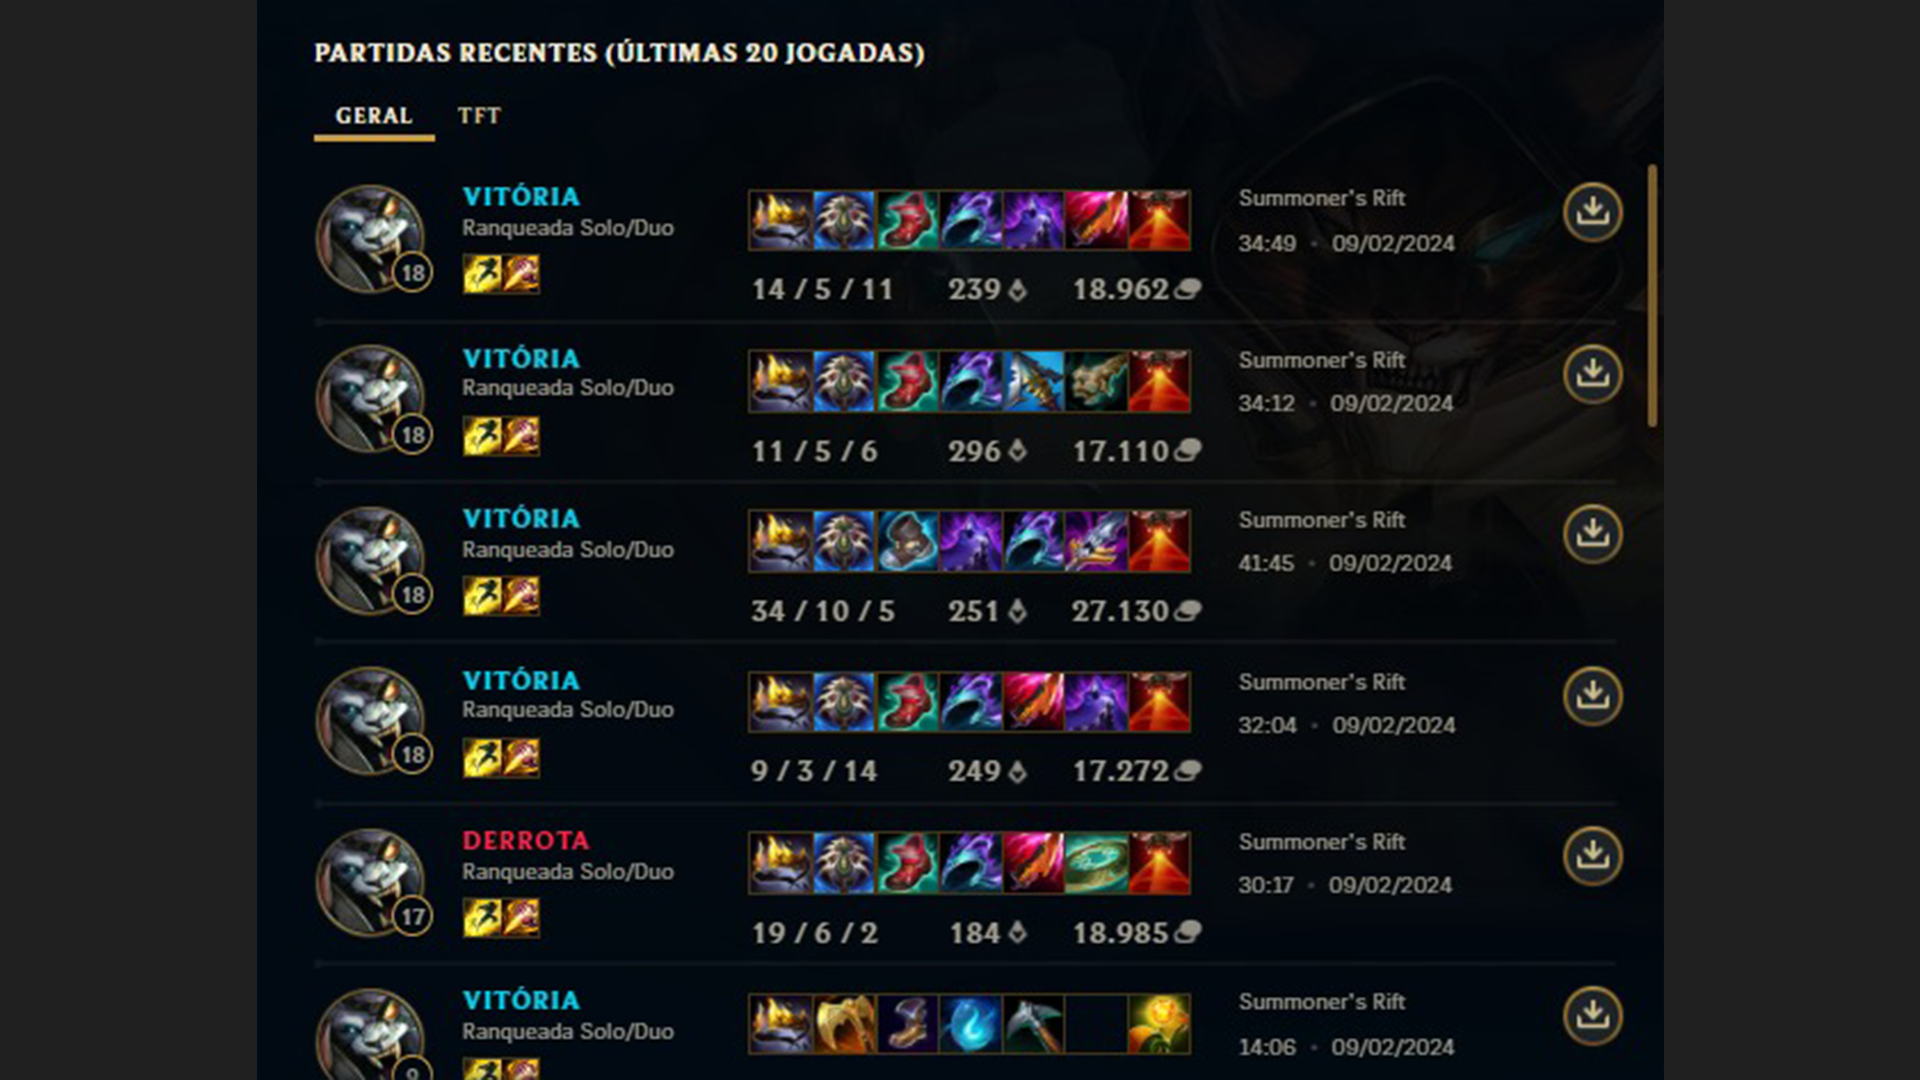 PARTIDAS RECENTES (ÚLTIMAS 20 JOGADAS)
GERAL TFT
VITÓRIA
Ranqueada Solo/Duo
18
14 / 5 / 11 239 18.962
Summoner's Rift
34:49 • 09/02/2024
VITÓRIA
Ranqueada Solo/Duo
18
11 / 5 / 6 296 17.110
Summoner's Rift
34:12 • 09/02/2024
VITÓRIA
Ranqueada Solo/Duo
18
34 / 10 / 5 251 27.130
Summoner's Rift
41:45 • 09/02/2024
VITÓRIA
Ranqueada Solo/Duo
18
9 / 3 / 14 249 17.272
Summoner's Rift
32:04 • 09/02/2024
DERROTA
Ranqueada Solo/Duo
17
19 / 6 / 2 184 18.985
Summoner's Rift
30:17 • 09/02/2024
VITÓRIA
Ranqueada Solo/Duo
9
Summoner's Rift
14:06 • 09/02/2024